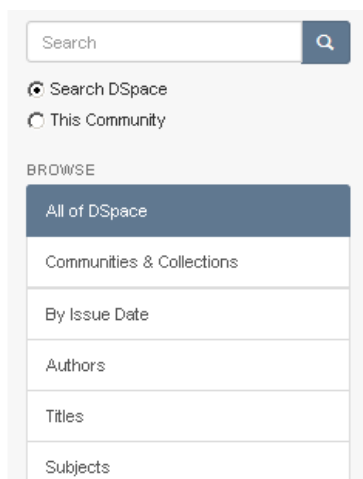 Search
Search DSpace
This Community
BROWSE
All of DSpace
Communities & Collections
By Issue Date
Authors
Titles
Subjects